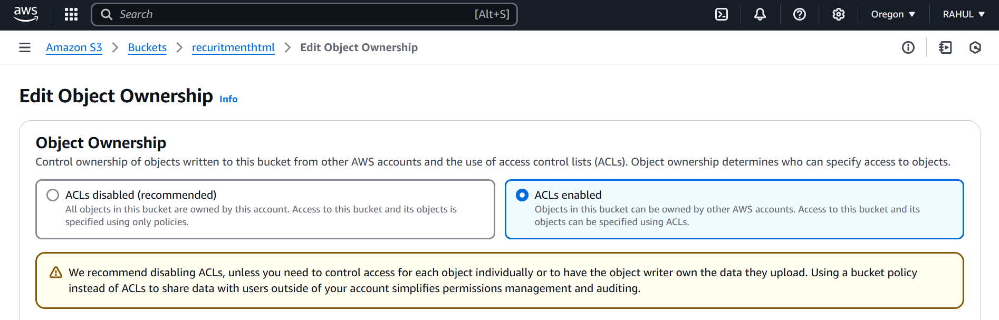 aws Search [Alt+S] Oregon RAHUL
Amazon S3 Buckets recuritmenthtml Edit Object Ownership
Edit Object Ownership Info
Object Ownership
Control ownership of objects written to this bucket from other AWS accounts and the use of access control lists (ACLs). Object ownership determines who can specify access to objects.
ACLs disabled (recommended)
All objects in this bucket are owned by this account. Access to this bucket and its objects is
specified using only policies.
ACLs enabled
Objects in this bucket can be owned by other AWS accounts. Access to this bucket and its
objects can be specified using ACLs.
We recommend disabling ACLs, unless you need to control access for each object individually or to have the object writer own the data they upload. Using a bucket policy
instead of ACLs to share data with users outside of your account simplifies permissions management and auditing.